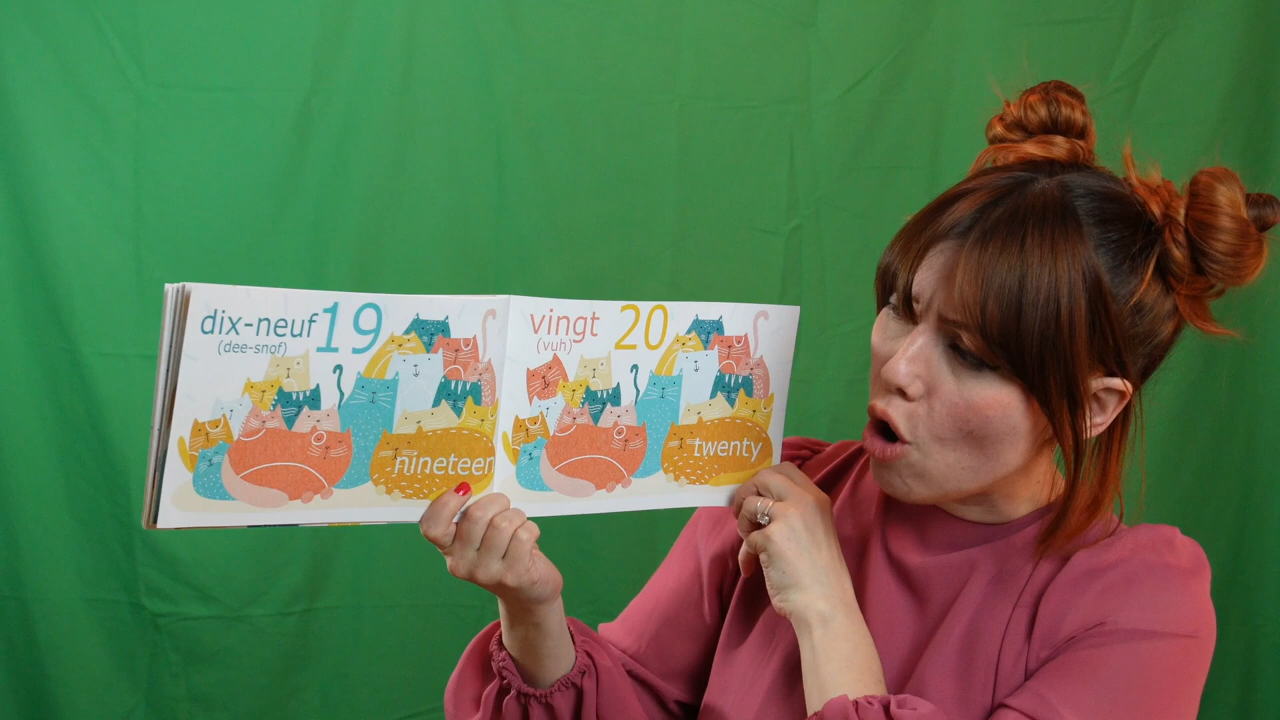 dix-neuf 19
(dee-snof)
nineteen
vingt 20
(vuh)
twenty